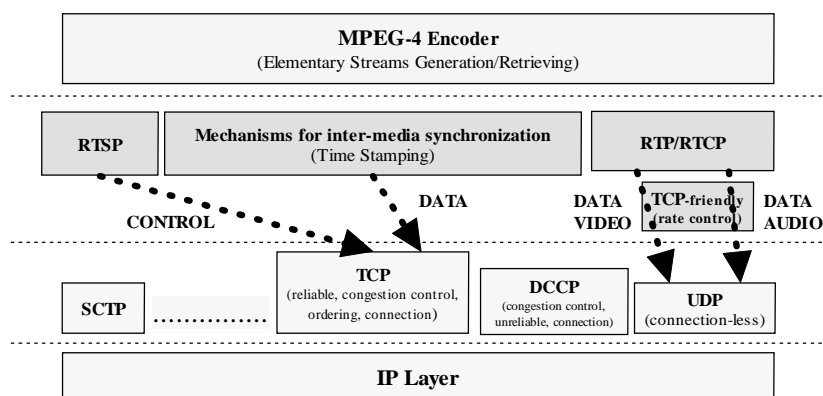 MPEG-4 Encoder
(Elementary Streams Generation/Retrieving)
RTSP
Mechanisms for inter-media synchronization
(Time Stamping)
RTP/RTCP
CONTROL
DATA
DATA
VIDEO
TCP-friendly
(rate control)
DATA
AUDIO
SCTP
................
TCP
(reliable, congestion control,
ordering, connection)
DCCP
(congestion control,
unreliable, connection)
UDP
(connection-less)
IP Layer